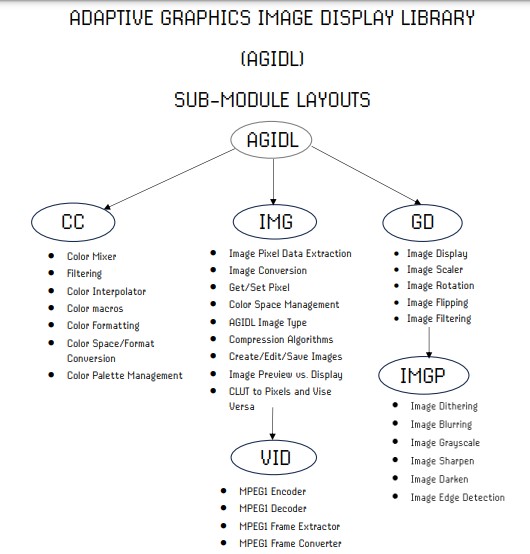 ADAPTIVE GRAPHICS IMAGE DISPLAY LIBRARY
(AGIDL)
SUB-MODULE LAYOUTS
AGIDL
CC
Color Mixer
Filtering
Color Interpolator
Color macros
Color Formatting
Color Space/Format
Conversion
Color Palette Management
IMG
Image Pixel Data Extraction
Image Conversion
Get/Set Pixel
Color Space Management
AGIDL Image Type
Compression Algorithms
Create/Edit/Save Images
Image Preview vs. Display
CLUT to Pixels and Vise
Versa
VID
MPEG1 Encoder
MPEG1 Decoder
MPEG1 Frame Extractor
MPEG1 Frame Converter
GD
Image Display
Image Scaler
Image Rotation
Image Flipping
Image Filtering
IMGP
Image Dithering
Image Blurring
Image Grayscale
Image Sharpen
Image Darken
Image Edge Detection